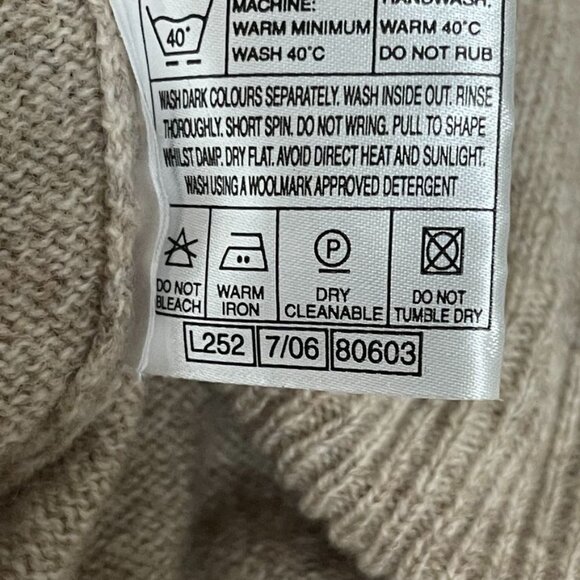 MACHINE:
WARM MINIMUM
WASH 40°C
HANDWASH:
WARM 40°C
DO NOT RUB
40°
WASH DARK COLOURS SEPARATELY. WASH INSIDE OUT. RINSE
THOROUGHLY. SHORT SPIN. DO NOT WRING. PULL TO SHAPE
WHILST DAMP. DRY FLAT. AVOID DIRECT HEAT AND SUNLIGHT.
WASH USING A WOOLMARK APPROVED DETERGENT
DO NOT
BLEACH
WARM
IRON
P
DRY
CLEANABLE
DO NOT
TUMBLE DRY
L252 7/06 80603